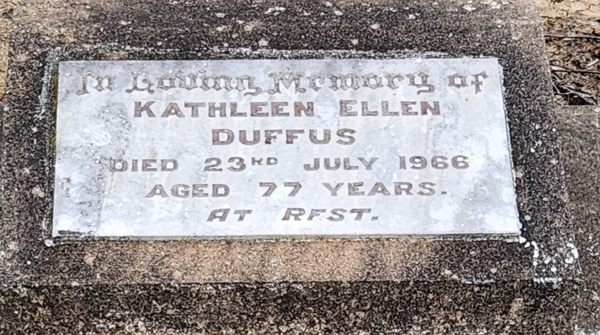 In Loving Memory of
KATHLEEN ELLEN
DUFFUS
DIED 23RD JULY 1966
AGED 77 YEARS.
AT REST.